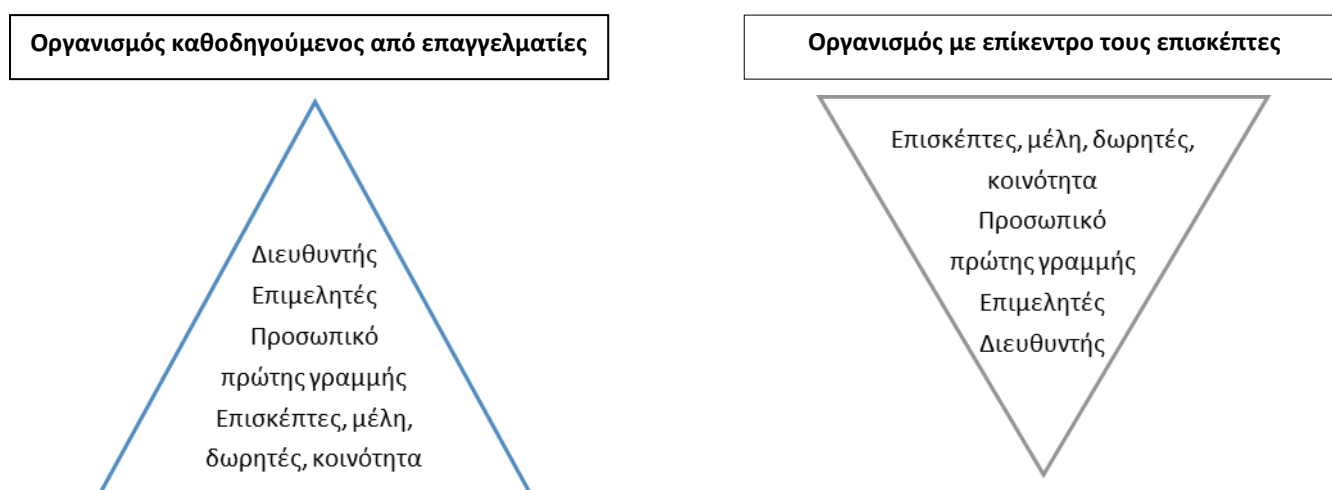 Οργανισμός καθοδηγούμενος από επαγγελματίες
Διευθυντής
Επιμελητές
Προσωπικό
πρώτης γραμμής
Επισκέπτες, μέλη,
δωρητές, κοινότητα
Οργανισμός με επίκεντρο τους επισκέπτες
Επισκέπτες, μέλη, δωρητές,
κοινότητα
Προσωπικό
πρώτης γραμμής
Επιμελητές
Διευθυντής